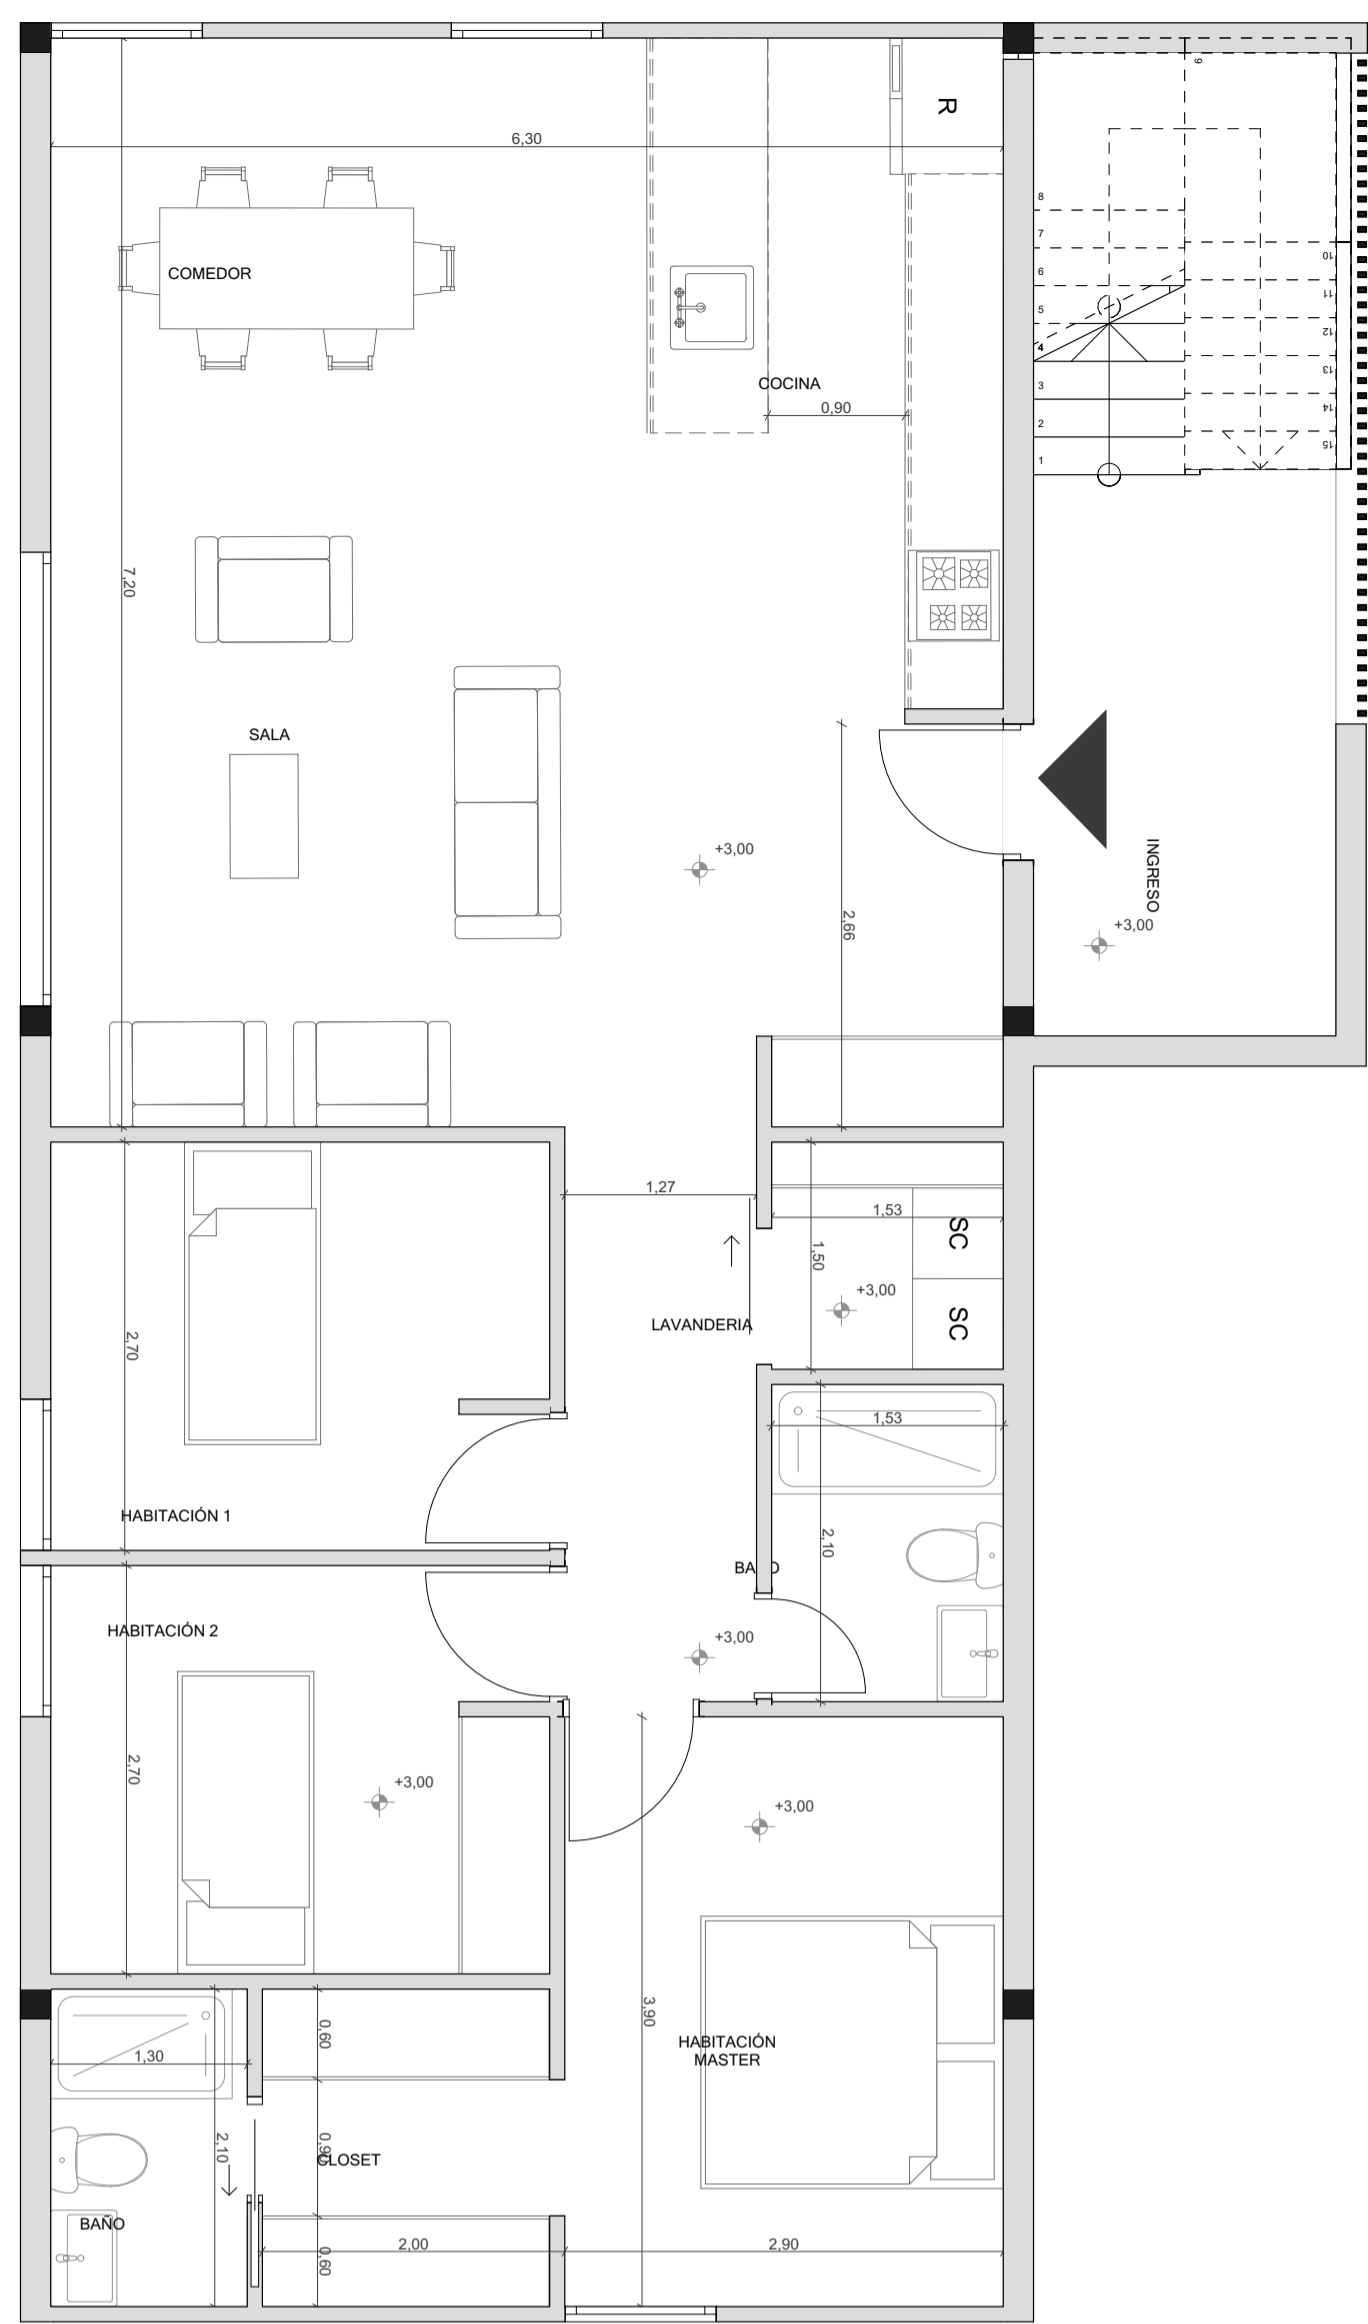 R
9
6,30
8
7
6
5
4
3
2
1
10
11
12
13
14
15
COMEDOR
COCINA
0,90
7,20
SALA
+3,00
2,66
INGRESO
+3,00
1,27
1,53
SC
1,50
+3,00
SC
LAVANDERIA
2,70
1,53
HABITACIÓN 1
2,10
HABITACIÓN 2
+3,00
2,70
+3,00
+3,00
3,90
0,60
HABITACIÓN
MASTER
1,30
2,10
CLOSET
BAÑO
2,00
2,90
0,60